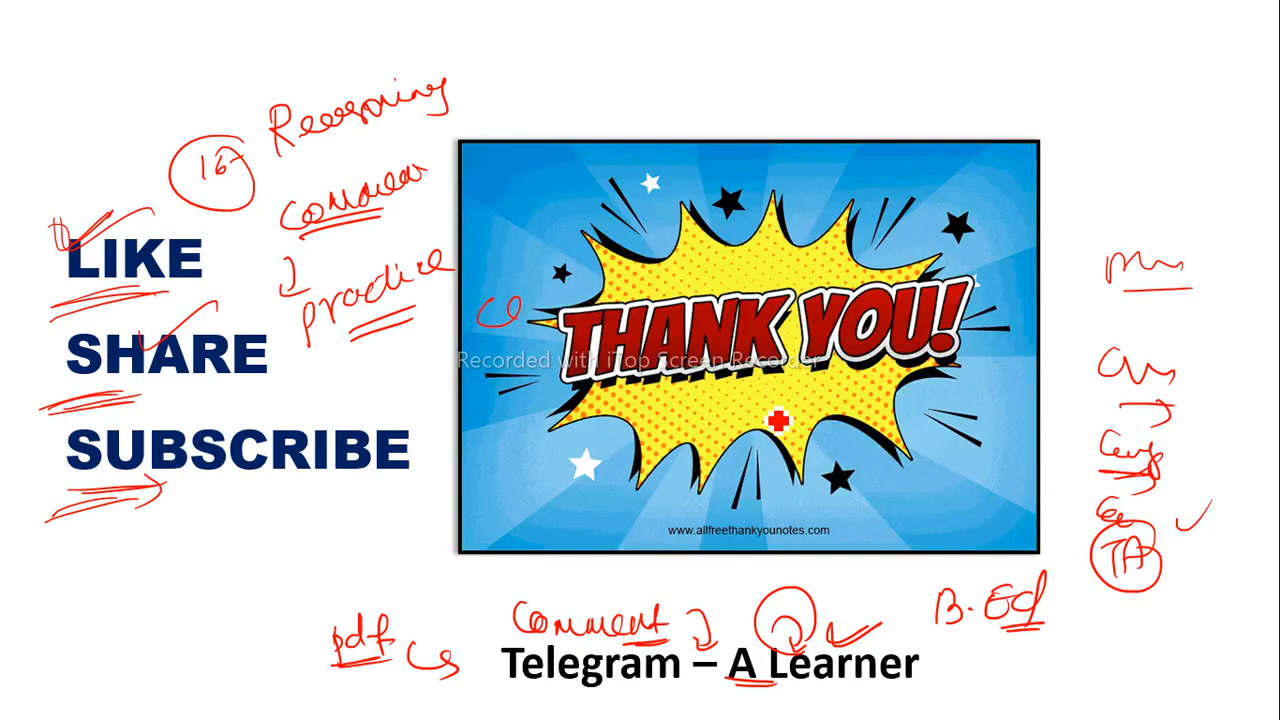 Reasoning
167
LIKE
practice
SHARE
THANK YOU!
Recorded with iTop Screen Recorder
SUBSCRIBE
www.allfreethankyounotes.com
B.Ed
comment
pdf
TA
Telegram – A Learner